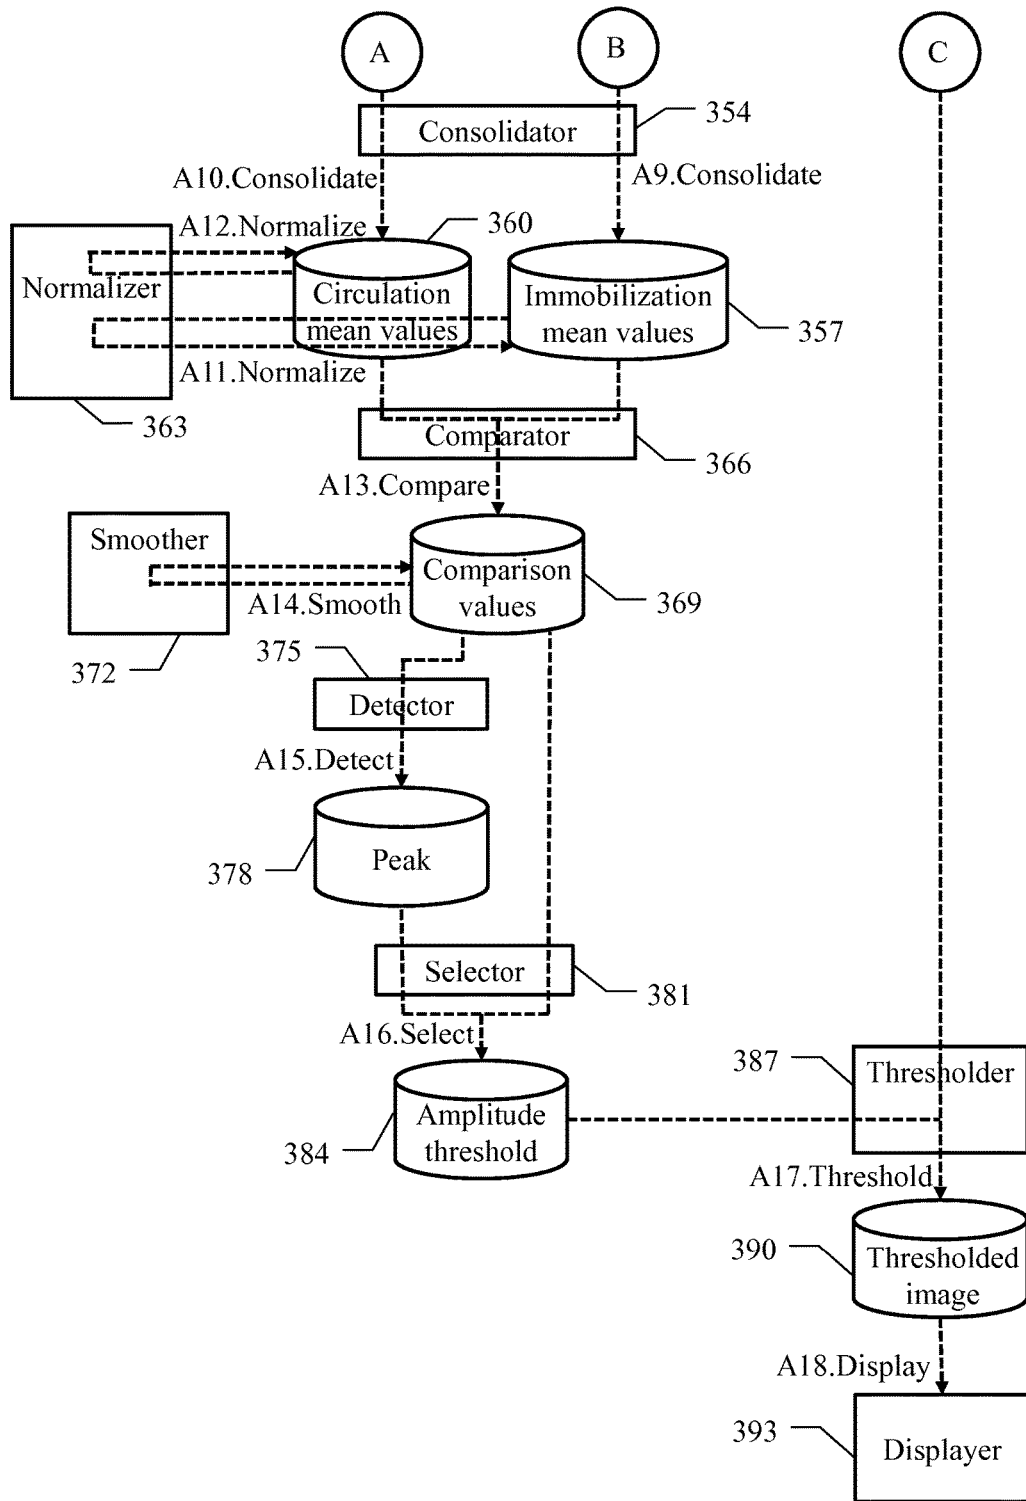 A
B
C
Consolidator
354
A10.Consolidate
A9.Consolidate
A12.Normalize
360
Normalizer
Circulation
mean values
Immobilization
mean values
357
A11.Normalize
363
Comparator
366
A13.Compare
Smoother
Comparison
values
A14.Smooth
369
372
375
Detector
A15.Detect
378
Peak
Selector
381
A16.Select
387
Thresholder
Amplitude
threshold
384
A17.Threshold
390
Thresholded
image
A18.Display
393
Displayer